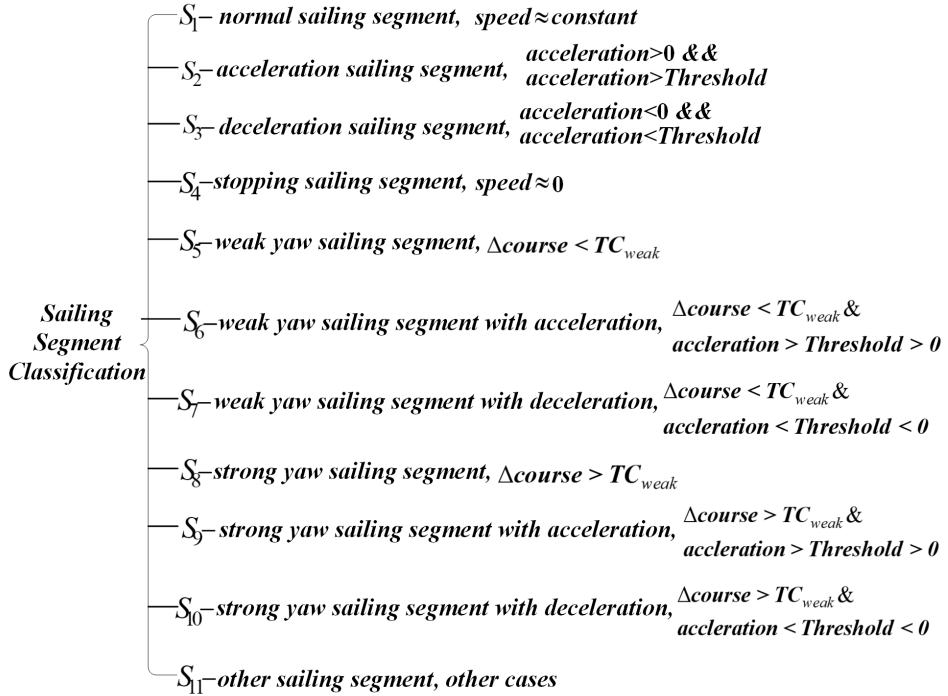 S1–normal sailing segment, speed≈constant
S2–acceleration sailing segment, acceleration>0 &&
acceleration>Threshold
S3–deceleration sailing segment, acceleration<0 &&
acceleration<Threshold
S4–stopping sailing segment, speed≈0
S5–weak yaw sailing segment, Δcourse < TCweak
Sailing
Segment
Classification
S6–weak yaw sailing segment with acceleration, Δcourse < TCweak &
accleration > Threshold > 0
S7–weak yaw sailing segment with deceleration, Δcourse < TCweak &
accleration < Threshold < 0
S8–strong yaw sailing segment, Δcourse > TCweak
S9–strong yaw sailing segment with acceleration, Δcourse > TCweak &
accleration > Threshold > 0
S10–strong yaw sailing segment with deceleration, Δcourse > TCweak &
accleration < Threshold < 0
S11–other sailing segment, other cases